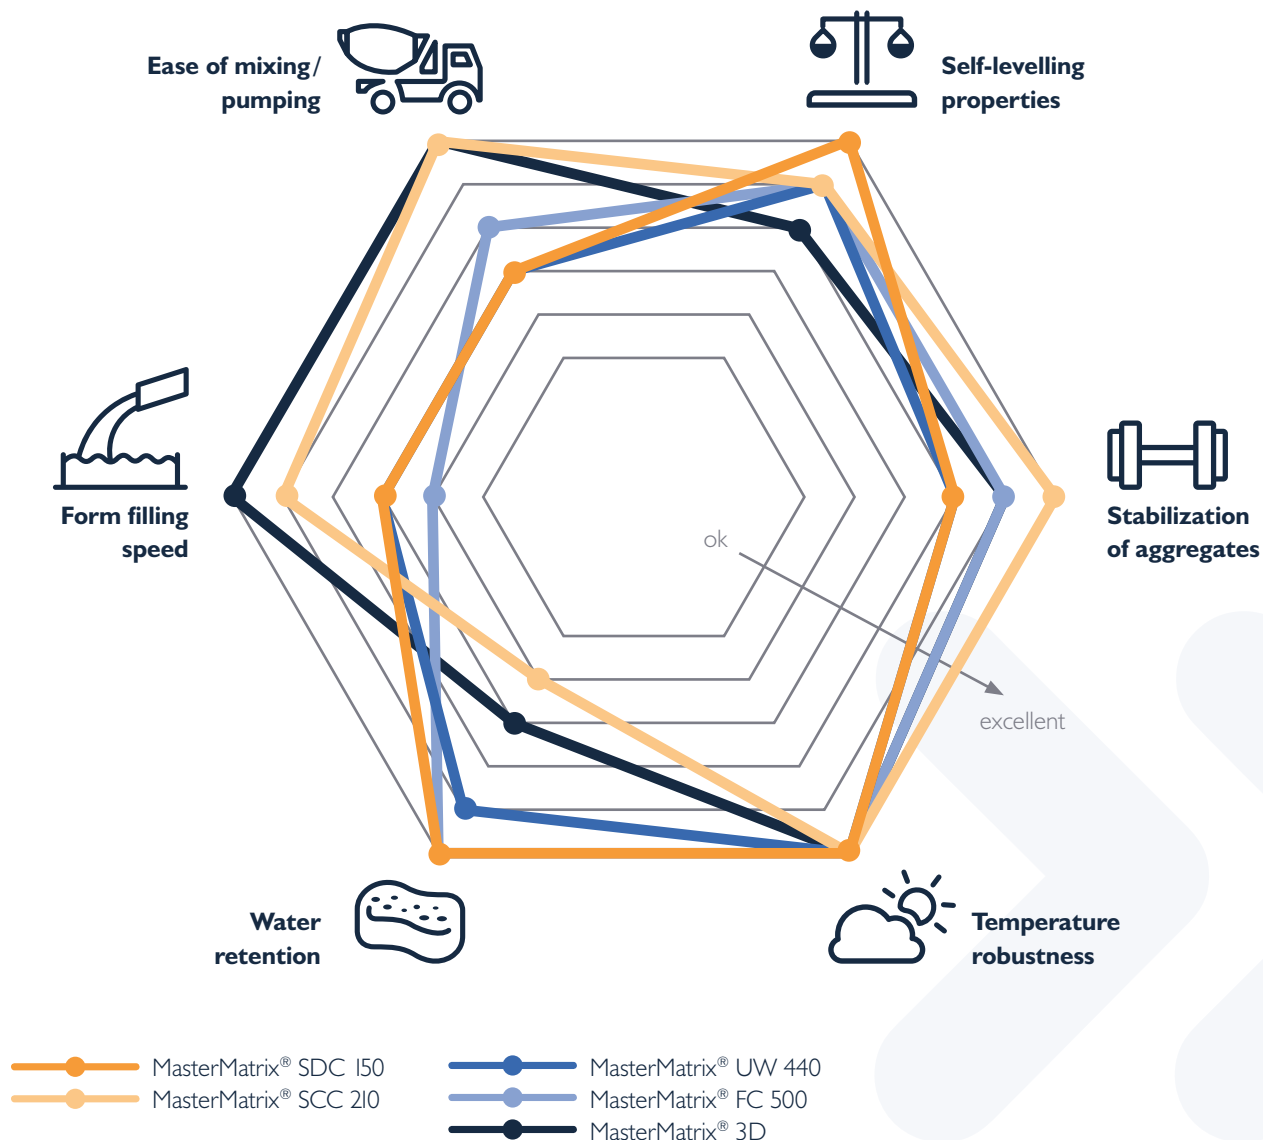 Ease of mixing/
pumping
Self-levelling
properties
Form filling
speed
ok
Stabilization
of aggregates
excellent
Water
retention
Temperature
robustness
MasterMatrix® SDC 150
MasterMatrix® SCC 210
MasterMatrix® UW 440
MasterMatrix® FC 500
MasterMatrix® 3D